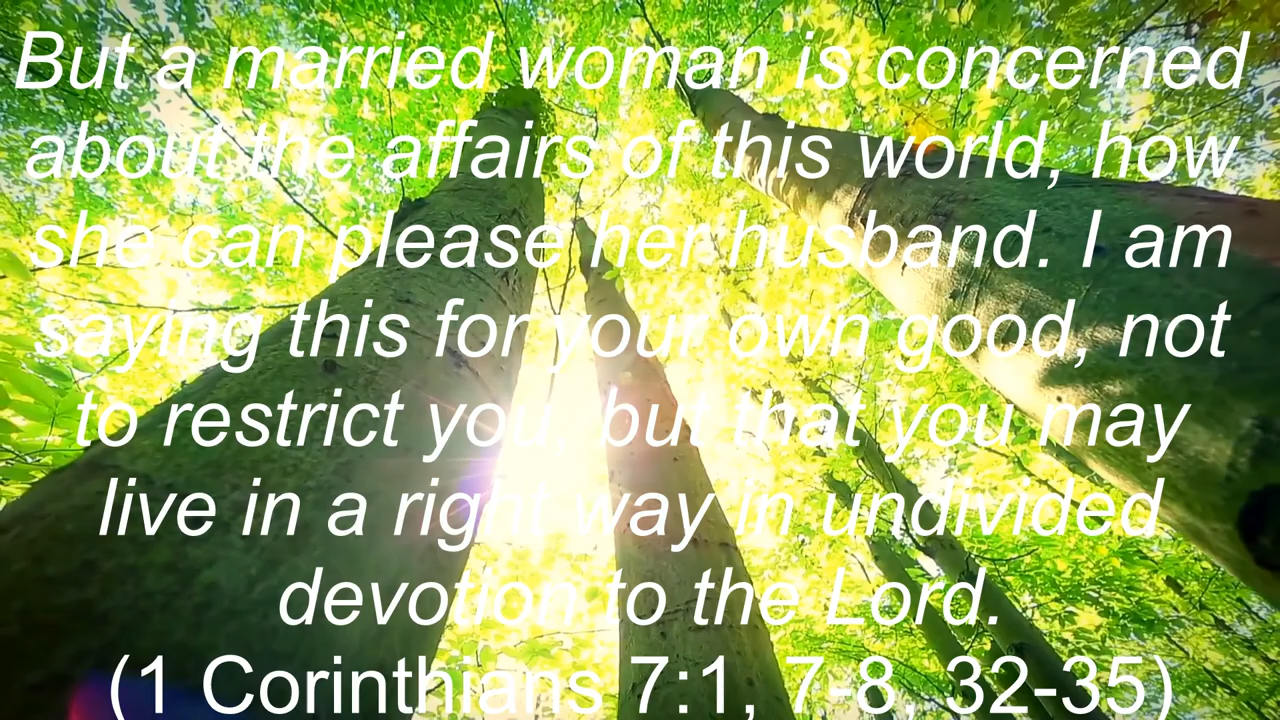 But a married woman is concerned
about the affairs of this world, how
she can please her husband. I am
saying this for your own good, not
to restrict you, but that you may
live in a right way in undivided
devotion to the Lord.
(1 Corinthians 7:1, 7-8, 32-35)